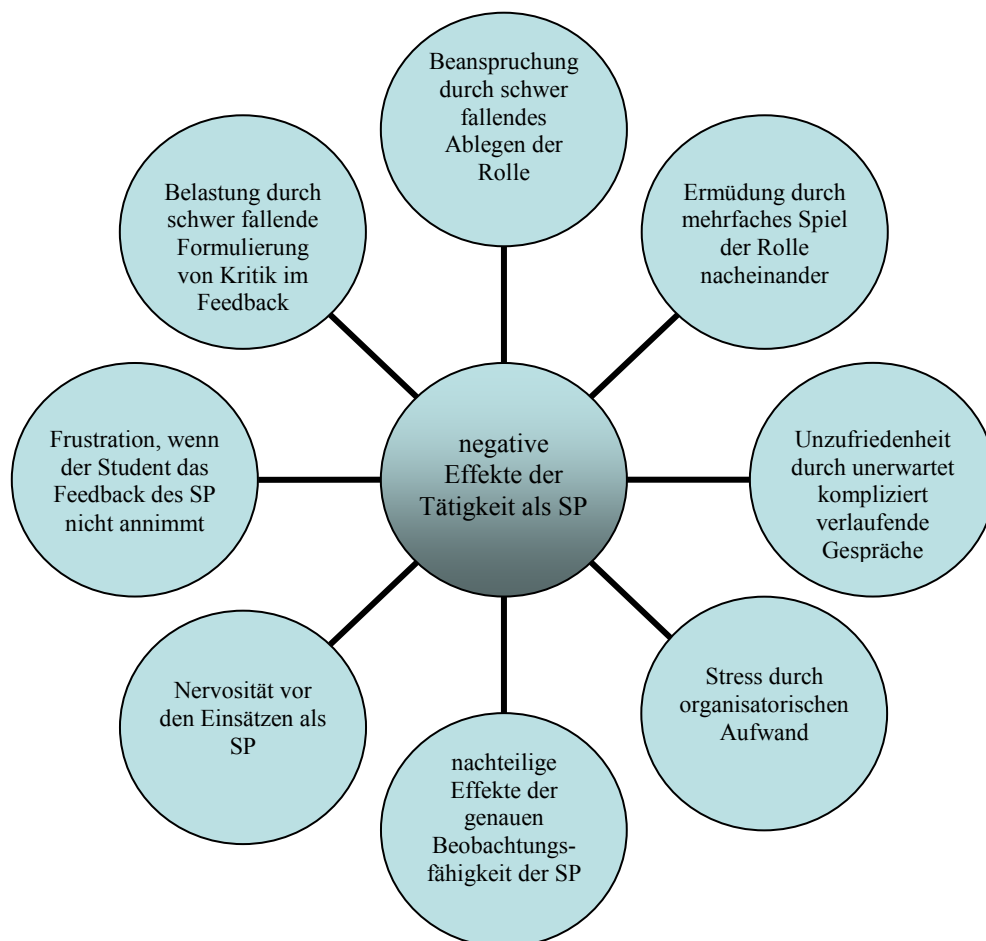 Beanspruchung
durch schwer
fallendes
Ablegen der
Rolle
Ermüdung durch
mehrfaches Spiel
der Rolle
nacheinander
Unzufriedenheit
durch unerwartet
kompliziert
verlaufende
Gespräche
Stress durch
organisatorischen
Aufwand
nachteilige
Effekte der
genauen
Beobachtungs-
fähigkeit der SP
Nervosität vor
den Einsätzen als
SP
Frustration, wenn
der Student das
Feedback des SP
nicht annimmt
Belastung durch
schwer fallende
Formulierung
von Kritik im
Feedback
negative
Effekte der
Tätigkeit als SP